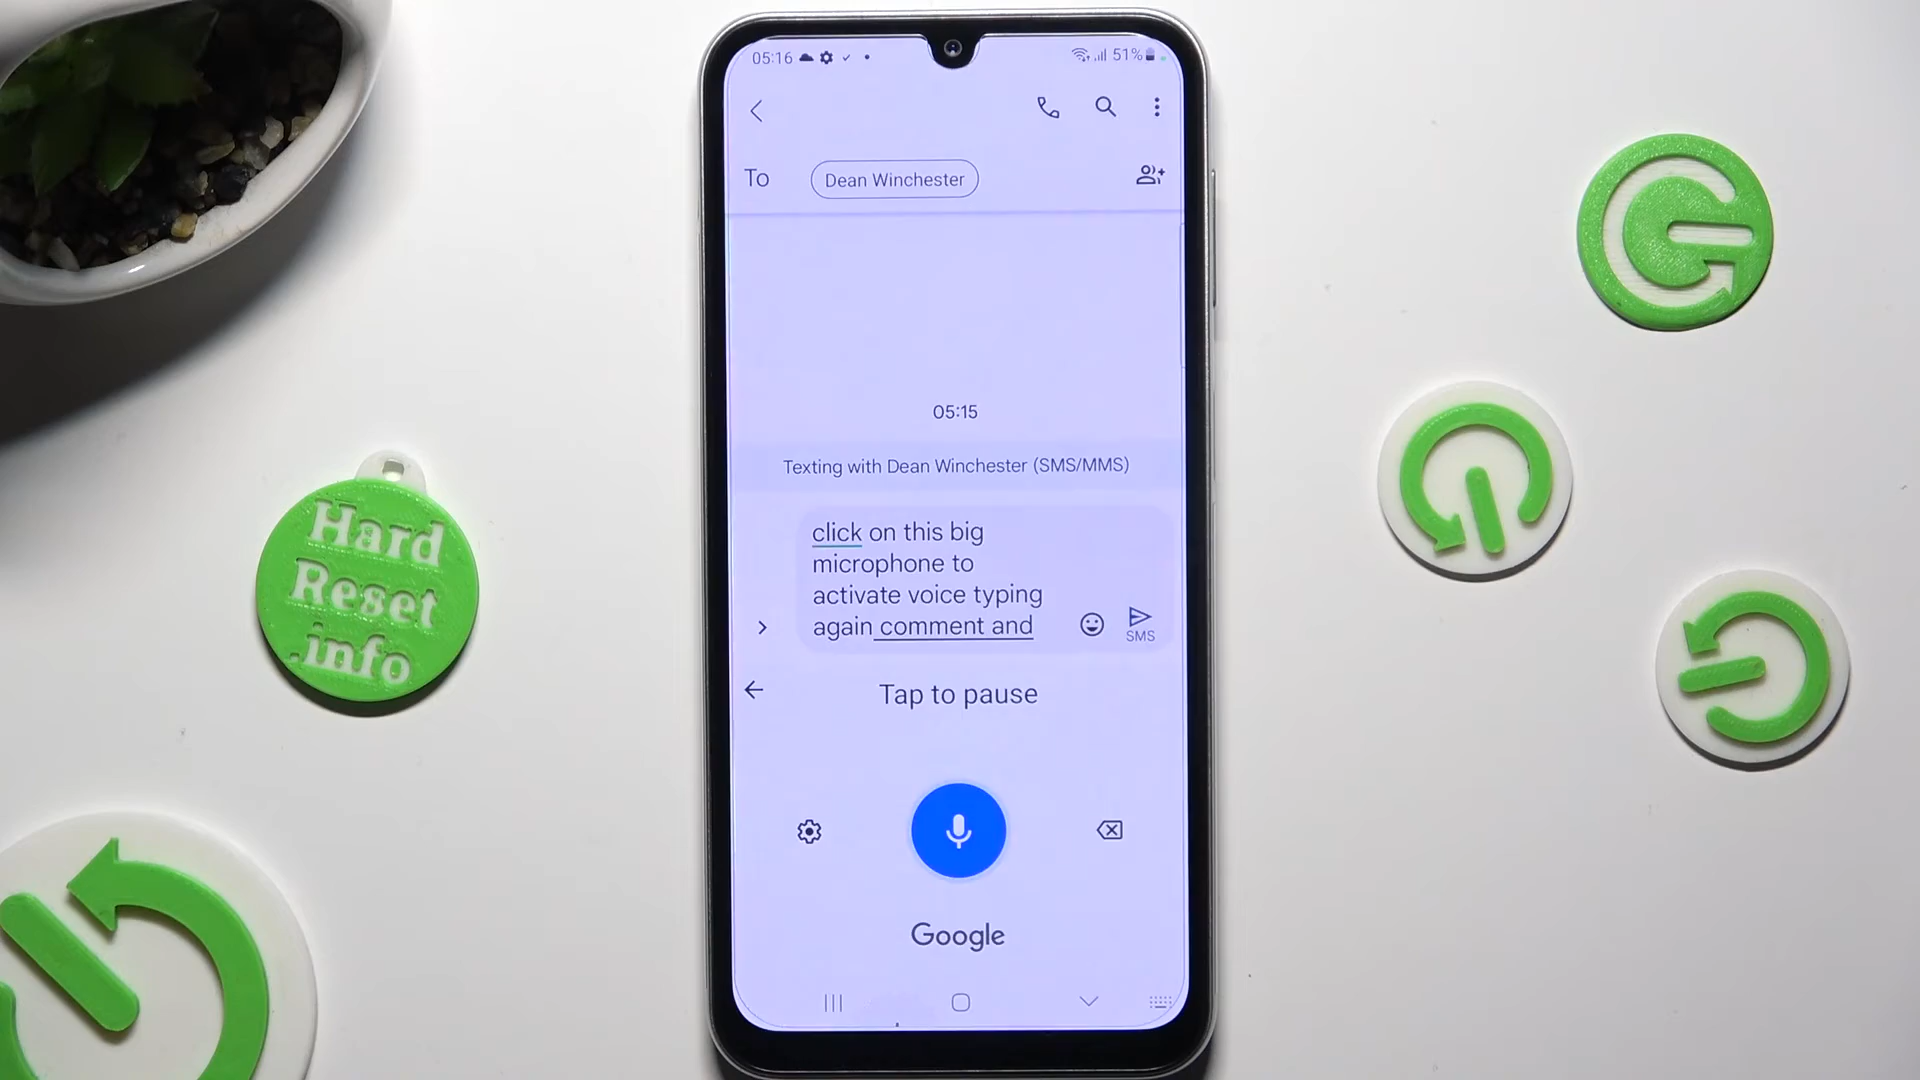 05:16
51%
To
Dean Winchester
05:15
Texting with Dean Winchester (SMS/MMS)
click on this big
microphone to
activate voice typing
again comment and
SMS
Tap to pause
Google
Hard
Reset
.info